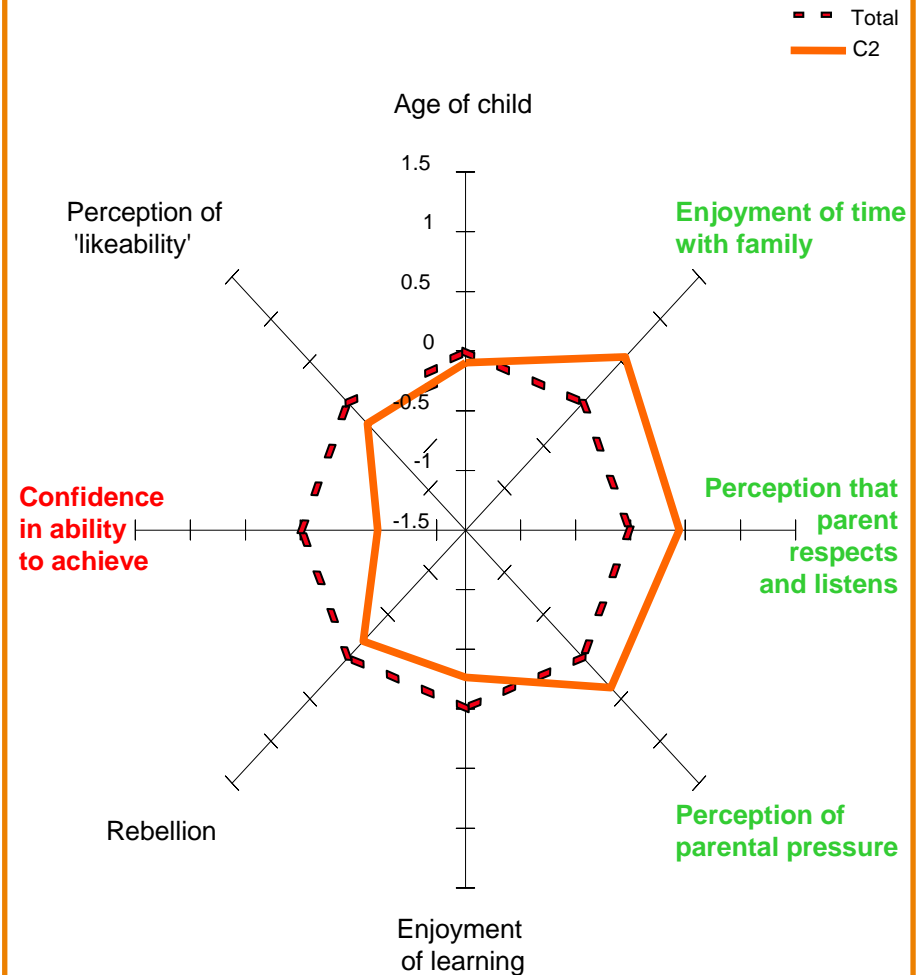 Total
C2
Age of child
1.5
1
0.5
0
-0.5
-1
-1.5
Perception of
'likeability'
Enjoyment of time
with family
Confidence
in ability
to achieve
Perception that
parent
respects
and listens
Rebellion
Perception of
parental pressure
Enjoyment
of learning